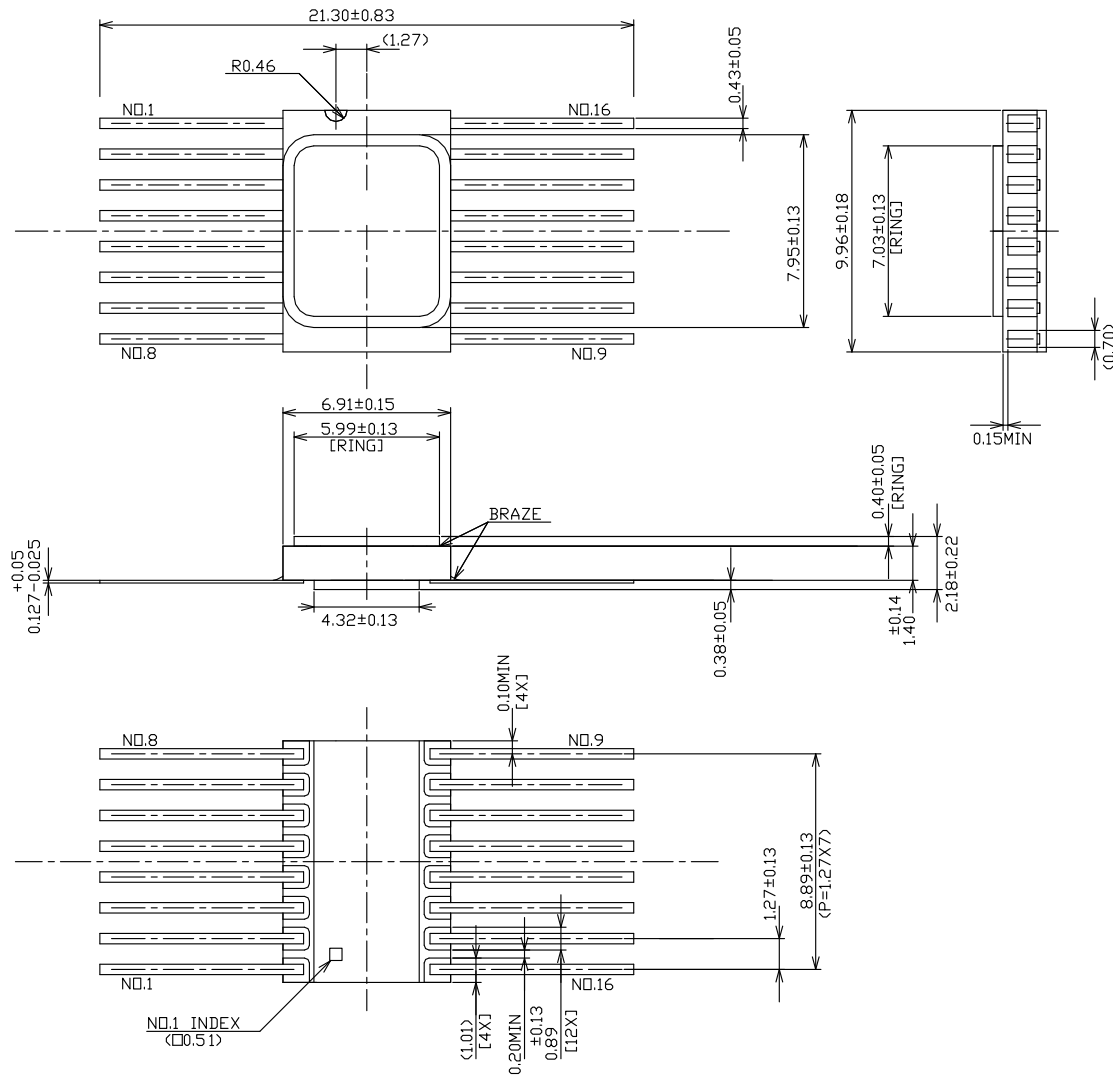 21.30±0.83
(1.27)
R0.46
0.43±0.05
NO.1
NO.16
7.95±0.13
9.96±0.18
7.03±0.13
[RING]
(0.70)
NO.8
NO.9
0.15MIN
6.91±0.15
5.99±0.13
[RING]
BRAZE
0.40±0.05
[RING]
+0.05
0.127-0.025
4.32±0.13
0.38±0.05
±0.14
1.40
2.18±0.22
0.10MIN
[4X]
NO.8
NO.9
1.27±0.13
8.89±0.13
(P=1.27X7)
NO.1
NO.16
NO.1 INDEX
(□0.51)
(1.01)
[4X]
0.20MIN
±0.13
0.89
[12X]